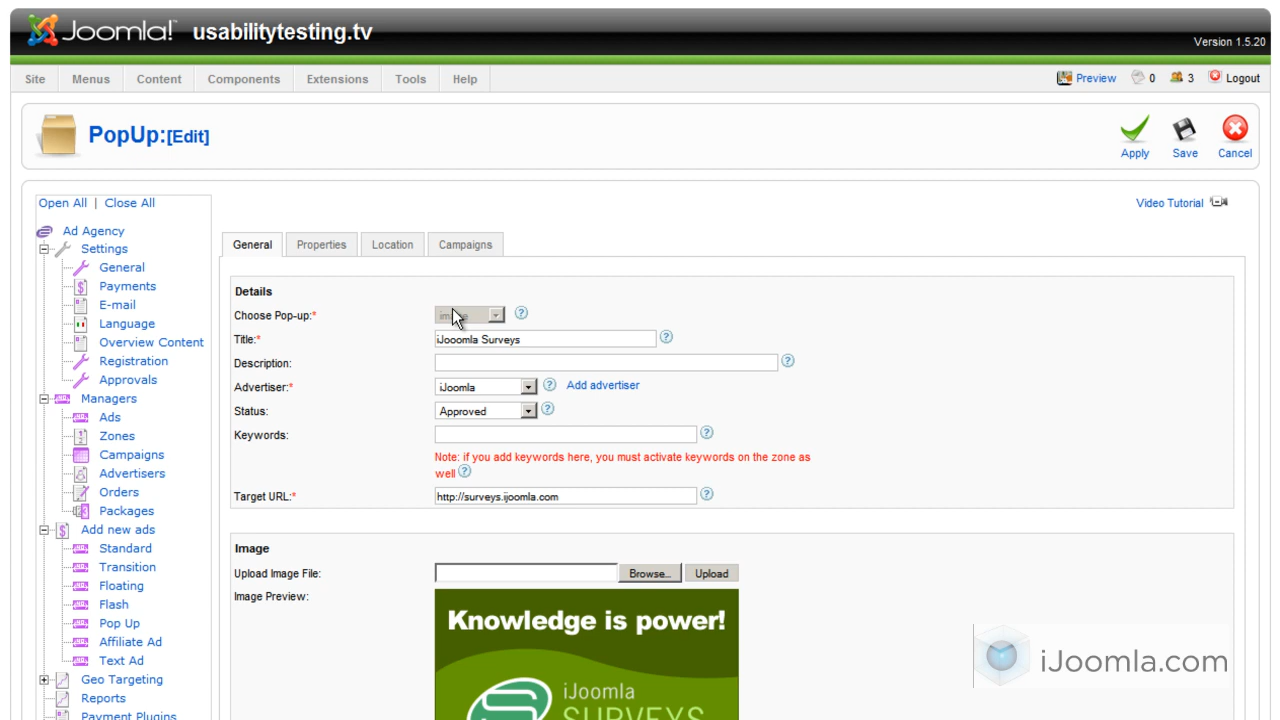 Joomla! usabilitytesting.tv
Version 1.5.20
Site Menus Content Components Extensions Tools Help Preview 0 3 Logout
PopUp:[Edit]
Apply Save Cancel
Open All | Close All
Video Tutorial
Ad Agency
Settings
General
Payments
E-mail
Language
Overview Content
Registration
Approvals
Managers
Ads
Zones
Campaigns
Advertisers
Orders
Packages
Add new ads
Standard
Transition
Floating
Flash
Pop Up
Affiliate Ad
Text Ad
Geo Targeting
Reports
Payment Plugins
General Properties Location Campaigns
Details
Choose Pop-up:*
Title:* iJooomla Surveys
Description:
Advertiser:* iJoomla Add advertiser
Status: Approved
Keywords:
Note: if you add keywords here, you must activate keywords on the zone as
well
Target URL:* http://surveys.ijoomla.com
Image
Upload Image File: Browse... Upload
Image Preview:
Knowledge is power!
iJoomla
SURVEYS
iJoomla.com